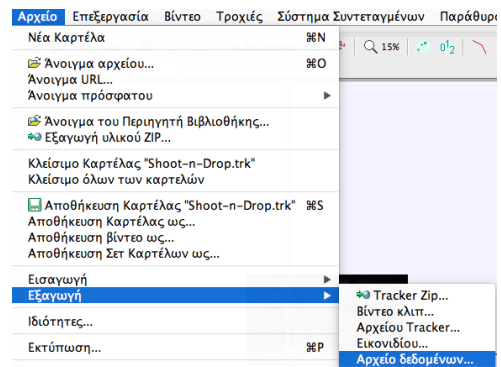 Αρχείο Επεξεργασία Βίντεο Τροχιές Σύστημα Συντεταγμένων Παράθυρο
Νέα Καρτέλα ⌘N
15%
Άνοιγμα αρχείου... ⌘O
Άνοιγμα URL...
Άνοιγμα πρόσφατου
Άνοιγμα του Περιηγητή Βιβλιοθήκης...
Εξαγωγή υλικού ZIP...
Κλείσιμο Καρτέλας "Shoot-n-Drop.trk"
Κλείσιμο όλων των καρτελών
Αποθήκευση Καρτέλας "Shoot-n-Drop.trk" ⌘S
Αποθήκευση Καρτέλας ως...
Αποθήκευση βίντεο ως...
Αποθήκευση Σετ Καρτέλων ως...
Εισαγωγή
Εξαγωγή
Tracker Zip...
Βίντεο κλιπ...
Ιδιότητες...
Αρχείου Tracker...
Εικονιδίου...
Εκτύπωση... ⌘P
Αρχείο δεδομένων...